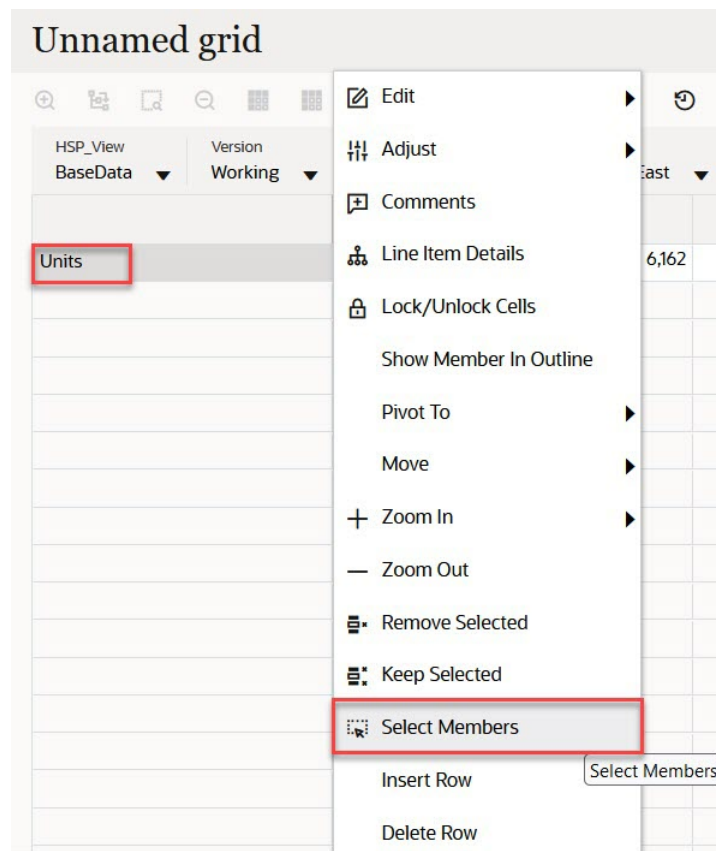 Unnamed grid
HSP_View
BaseData
Version
Working
East
Units
6,162
Edit
Adjust
Comments
Line Item Details
Lock/Unlock Cells
Show Member In Outline
Pivot To
Move
Zoom In
Zoom Out
Remove Selected
Keep Selected
Select Members
Select Members
Insert Row
Delete Row